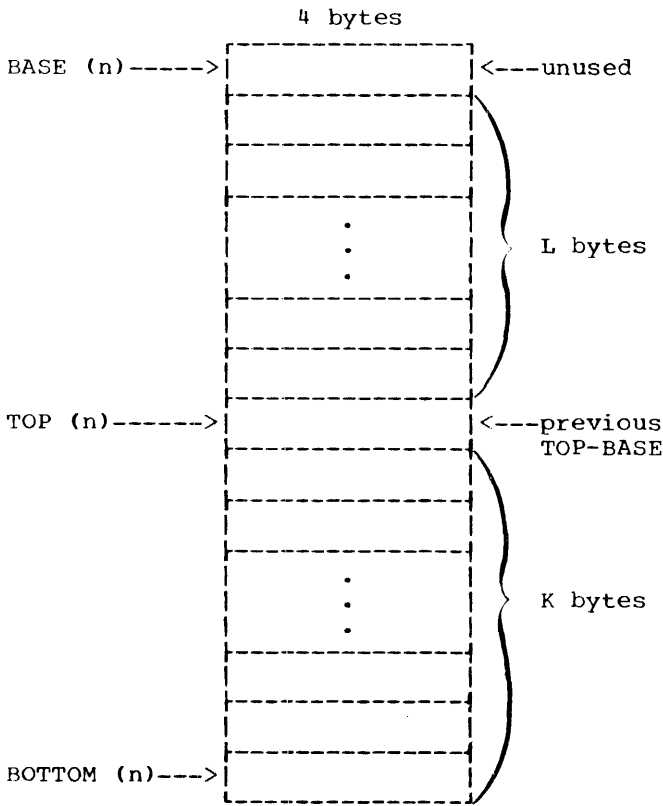 4 bytes
BASE (n)----->
<---unused
L bytes
TOP (n)------>
<---previous
TOP-BASE
K bytes
BOTTOM (n)--->